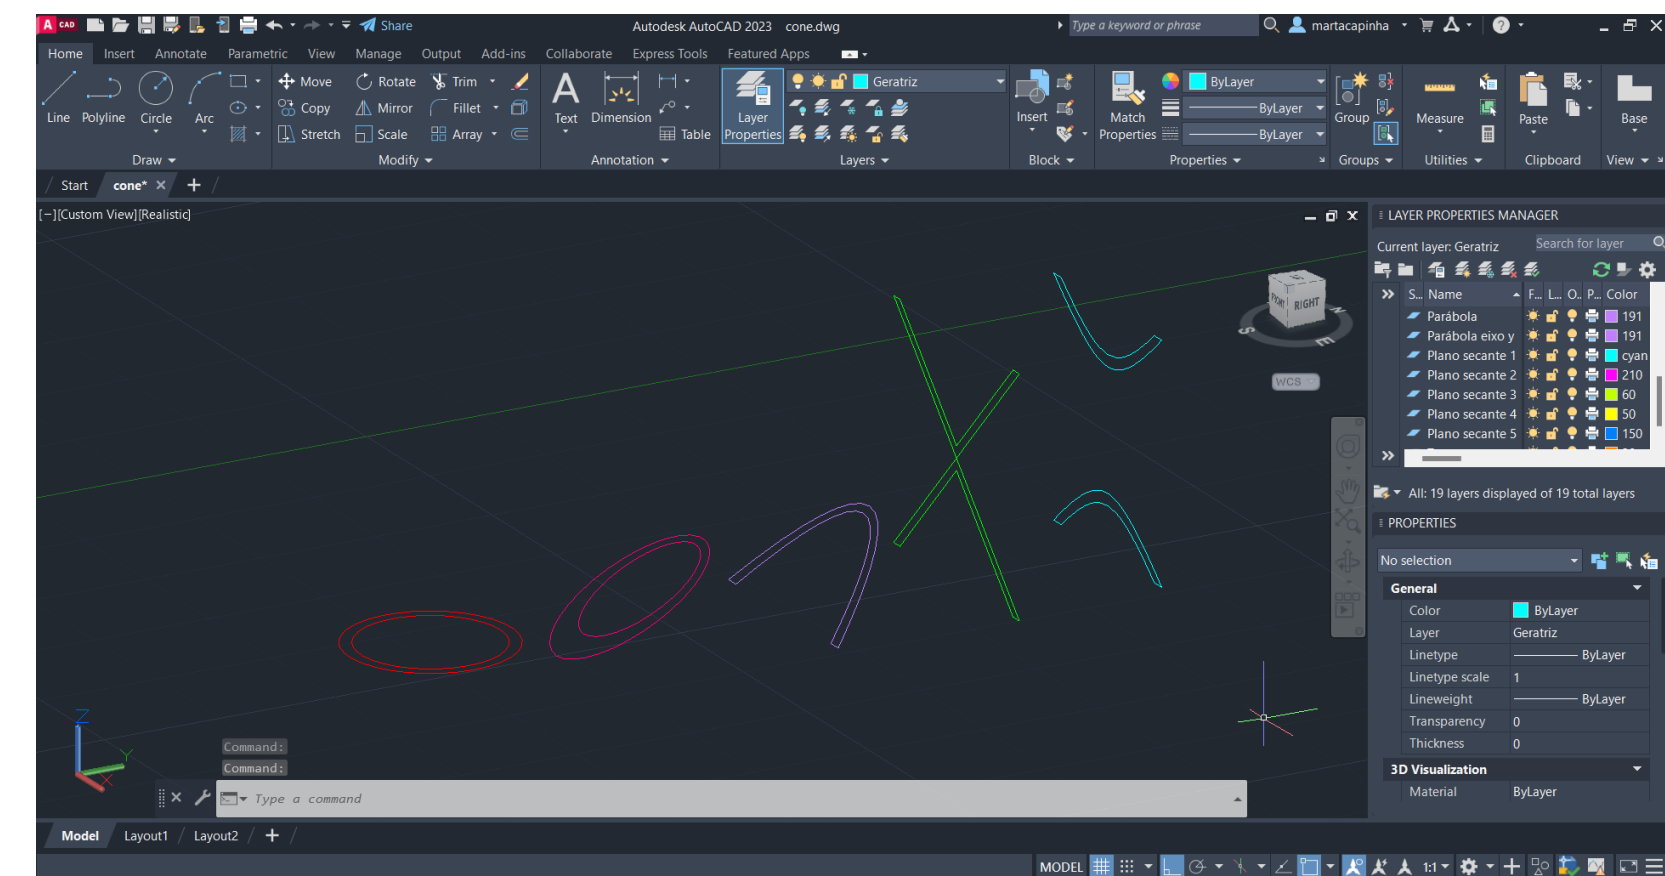 A CAD Share Autodesk AutoCAD 2023 cone.dwg Type a keyword or phrase martacapinha
Home Insert Annotate Parametric View Manage Output Add-ins Collaborate Express Tools Featured Apps
Line Polyline Circle Arc
Move Rotate Trim
Copy Mirror Fillet
Stretch Scale Array
Text Dimension Table
Layer Properties
Geratriz
Insert
Match Properties
ByLayer
ByLayer
ByLayer
Group Measure Paste Base
Draw Modify Annotation Layers Block Properties Groups Utilities Clipboard View
Start cone*
[−][Custom View][Realistic]
FRONT RIGHT
S E N
WCS
LAYER PROPERTIES MANAGER
Current layer: Geratriz Search for layer
S.. Name F... L... O.. P... Color
Parábola 191
Parábola eixo y 191
Plano secante 1 cyan
Plano secante 2 210
Plano secante 3 60
Plano secante 4 50
Plano secante 5 150
All: 19 layers displayed of 19 total layers
PROPERTIES
No selection
General
Color ByLayer
Layer Geratriz
Linetype ByLayer
Linetype scale 1
Lineweight ByLayer
Transparency 0
Thickness 0
3D Visualization
Material ByLayer
Z
Y
X
Command:
Command:
Type a command
Model Layout1 Layout2
MODEL 1:1